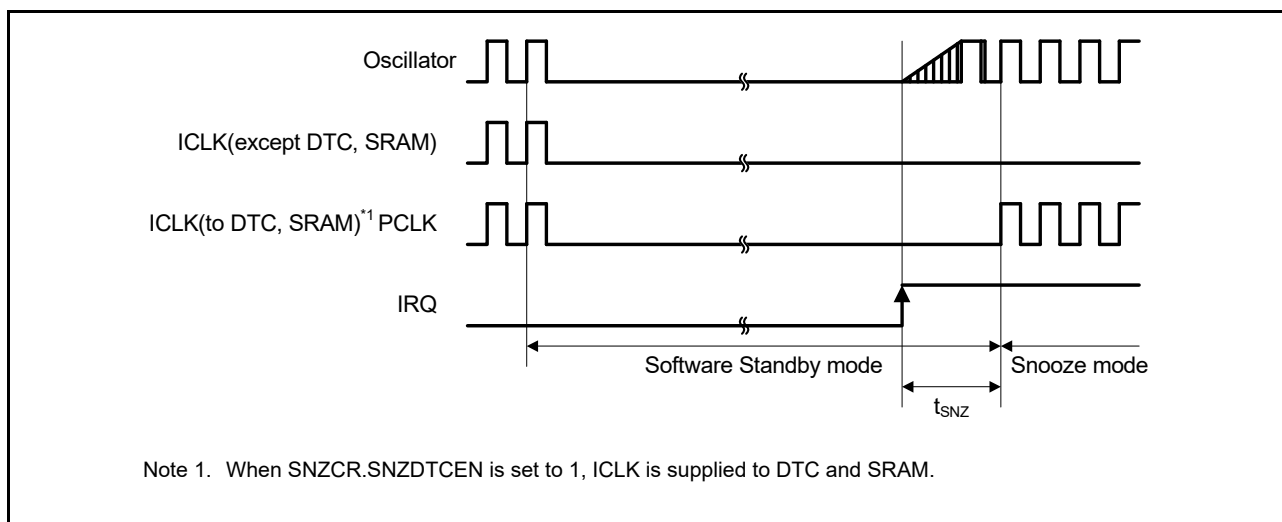 Oscillator
ICLK(except DTC, SRAM)
ICLK(to DTC, SRAM)*1 PCLK
IRQ
Software Standby mode
Snooze mode
tSNZ
Note 1. When SNZCR.SNZDTCEN is set to 1, ICLK is supplied to DTC and SRAM.